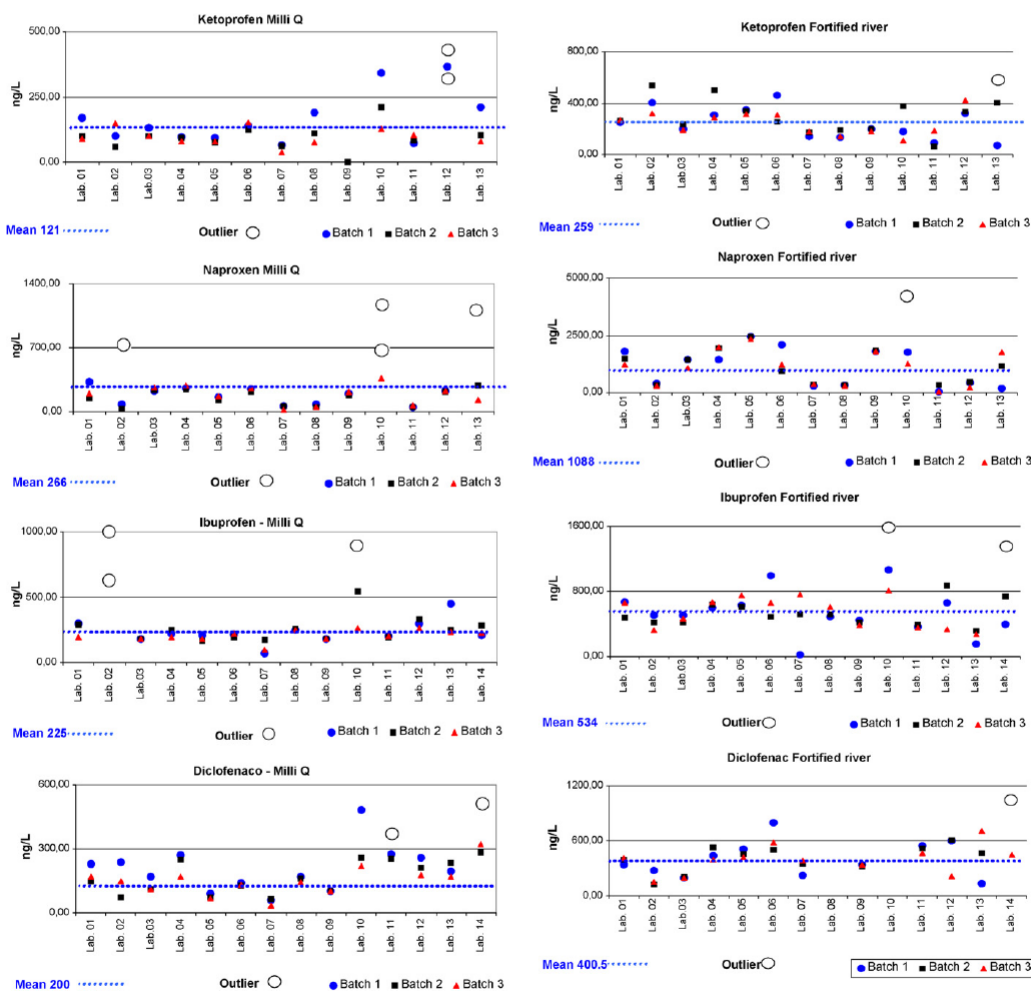 Ketoprofen Milli Q
ng/L
500,00
250,00
0,00
Lab. 01
Lab. 02
Lab.03
Lab. 04
Lab. 05
Lab. 06
Lab. 07
Lab. 08
Lab. 09
Lab. 10
Lab. 11
Lab. 12
Lab. 13
Mean 121 Outlier Batch 1 Batch 2 Batch 3
Ketoprofen Fortified river
ng/L
800,00
400,00
0,00
Lab. 01
Lab. 02
Lab. 03
Lab. 04
Lab. 05
Lab. 06
Lab. 07
Lab. 08
Lab. 09
Lab. 10
Lab. 11
Lab. 12
Lab. 13
Mean 259 Outlier Batch 1 Batch 2 Batch 3
Naproxen Milli Q
ng/L
1400,00
700,00
0,00
Lab. 01
Lab. 02
Lab. 03
Lab. 04
Lab. 05
Lab. 06
Lab. 07
Lab. 08
Lab. 09
Lab. 10
Lab. 11
Lab. 12
Lab. 13
Mean 266 Outlier Batch 1 Batch 2 Batch 3
Naproxen Fortified river
ng/L
5000,00
2500,00
0,00
Lab. 01
Lab. 02
Lab. 03
Lab. 04
Lab. 05
Lab. 06
Lab. 07
Lab. 08
Lab. 09
Lab. 10
Lab. 11
Lab. 12
Lab. 13
Mean 1088 Outlier Batch 1 Batch 2 Batch 3
Ibuprofen - Milli Q
ng/L
1000,00
500,00
0,00
Lab. 01
Lab. 02
Lab.03
Lab. 04
Lab. 05
Lab. 06
Lab. 07
Lab. 08
Lab. 09
Lab. 10
Lab. 11
Lab. 12
Lab. 13
Lab. 14
Mean 225 Outlier Batch 1 Batch 2 Batch 3
Ibuprofen Fortified river
ng/L
1600,00
800,00
0,00
Lab. 01
Lab. 02
Lab. 03
Lab. 04
Lab. 05
Lab. 06
Lab. 07
Lab. 08
Lab. 09
Lab. 10
Lab. 11
Lab. 12
Lab. 13
Lab. 14
Mean 534 Outlier Batch 1 Batch 2 Batch 3
Diclofenaco - Milli Q
ng/L
600,00
300,00
0,00
Lab. 01
Lab. 02
Lab.03
Lab. 04
Lab. 05
Lab. 06
Lab. 07
Lab. 08
Lab. 09
Lab. 10
Lab. 11
Lab. 12
Lab. 13
Lab. 14
Mean 200 Outlier Batch 1 Batch 2 Batch 3
Diclofenac Fortified river
ng/L
1200,00
600,00
0,00
Lab. 01
Lab. 02
Lab. 03
Lab. 04
Lab. 05
Lab. 06
Lab. 07
Lab. 08
Lab. 09
Lab. 10
Lab. 11
Lab. 12
Lab. 13
Lab. 14
Mean 400.5 Outlier Batch 1 Batch 2 Batch 3